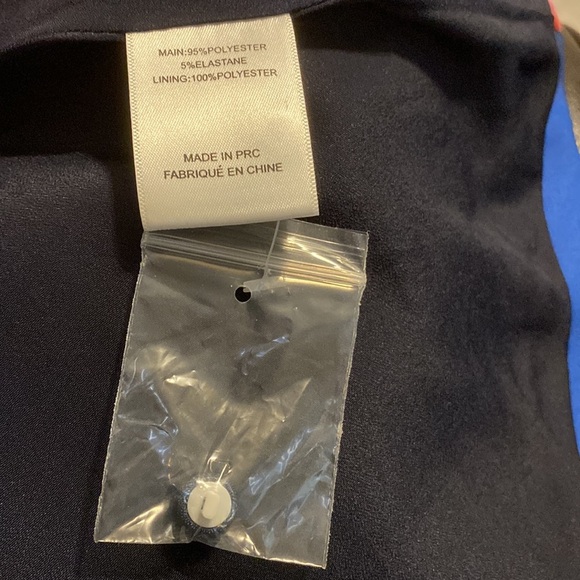 MAIN:95%POLYESTER
5%ELASTANE
LINING:100%POLYESTER
MADE IN PRC
FABRIQUÉ EN CHINE